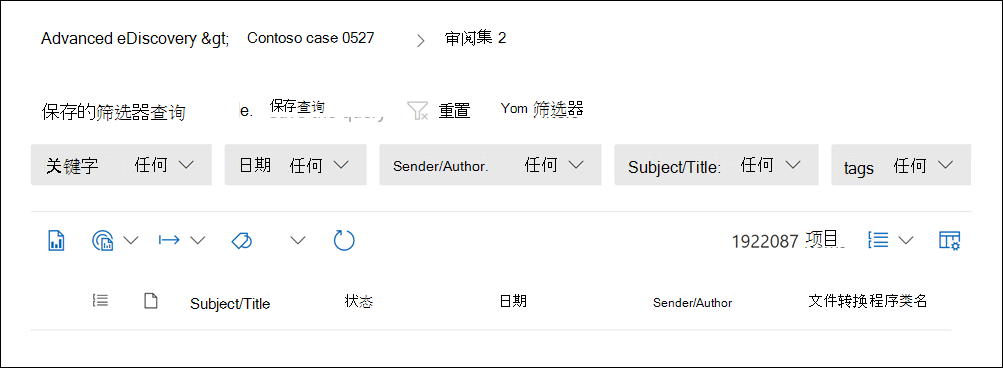 Advanced eDiscovery &gt; Contoso case 0527 > 审阅集 2
保存的筛选器查询 e. 保存查询 重置 Yom 筛选器
关键字 任何 日期 任何 Sender/Author. 任何 Subject/Title: 任何 tags 任何
1922087 项目
Subject/Title 状态 日期 Sender/Author 文件转换程序类名